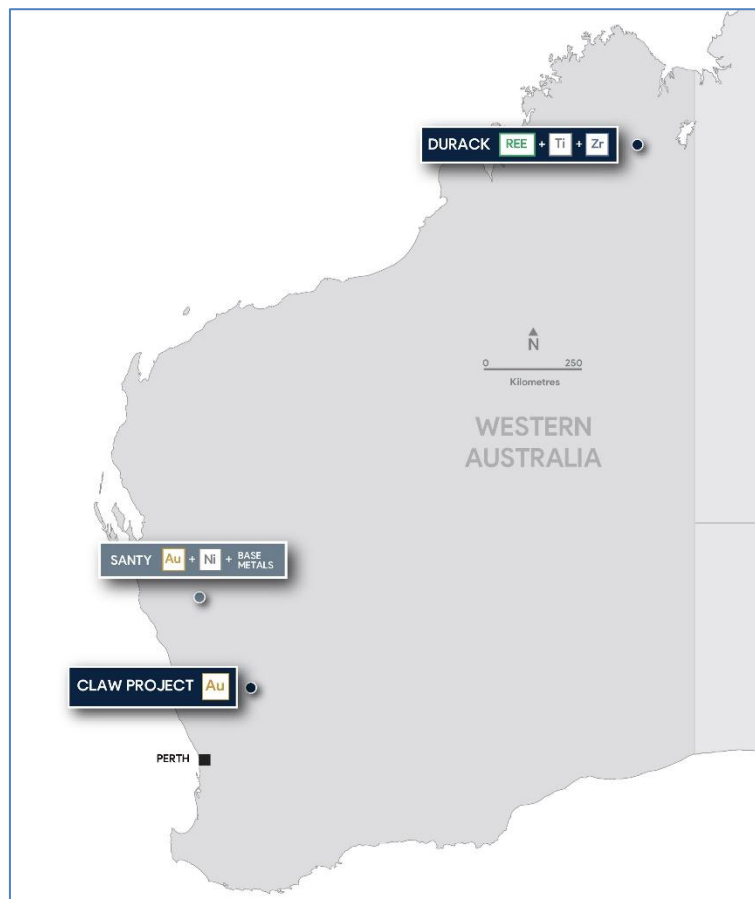 DURACK REE + Ti + Zr
N
0 250
Kilometres
WESTERN
AUSTRALIA
SANTY Au + Ni + BASE
METALS
CLAW PROJECT Au
PERTH